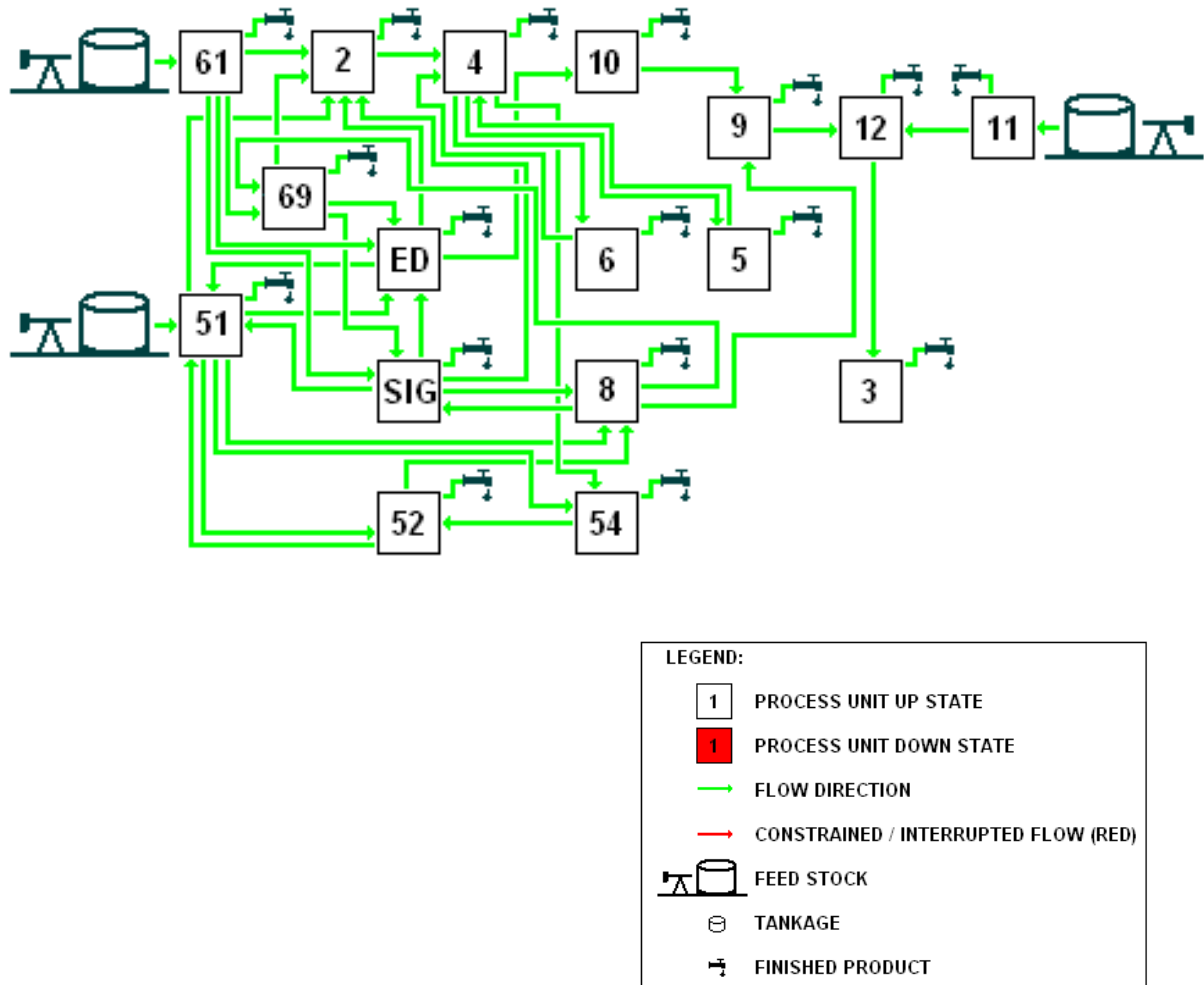 61
2
4
10
9
12
11
69
ED
6
5
51
SIG
8
3
52
54
LEGEND:
1 PROCESS UNIT UP STATE
1 PROCESS UNIT DOWN STATE
FLOW DIRECTION
CONSTRAINED / INTERRUPTED FLOW (RED)
FEED STOCK
TANKAGE
FINISHED PRODUCT